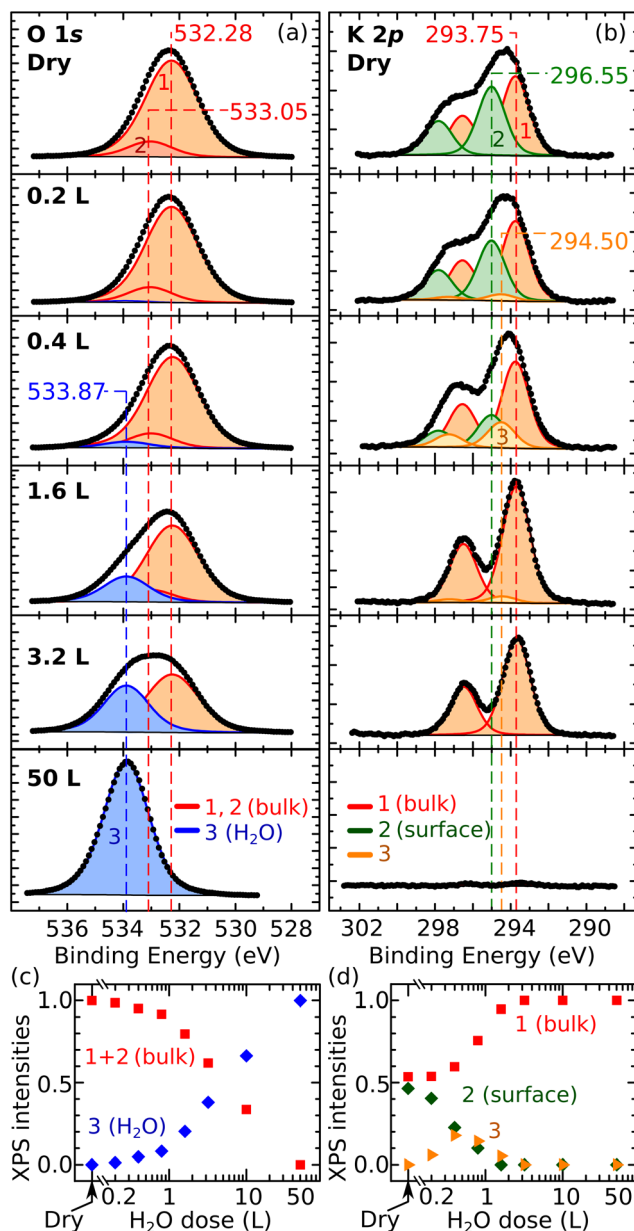 O 1s
Dry
(a)
532.28
533.05
1
2
0.2 L
0.4 L
533.87
1.6 L
3.2 L
50 L
3
1, 2 (bulk)
3 (H₂O)
536 534 532 530 528
Binding Energy (eV)
K 2p
Dry
(b)
293.75
296.55
1
2
294.50
3
1 (bulk)
2 (surface)
3
302 298 294 290
Binding Energy (eV)
(c)
XPS intensities
1.0
0.5
0.0
1+2 (bulk)
3 (H₂O)
0.2 1 10 50
Dry
H₂O dose (L)
(d)
XPS intensities
1.0
0.5
0.0
1 (bulk)
2 (surface)
3
0.2 1 10 50
Dry
H₂O dose (L)